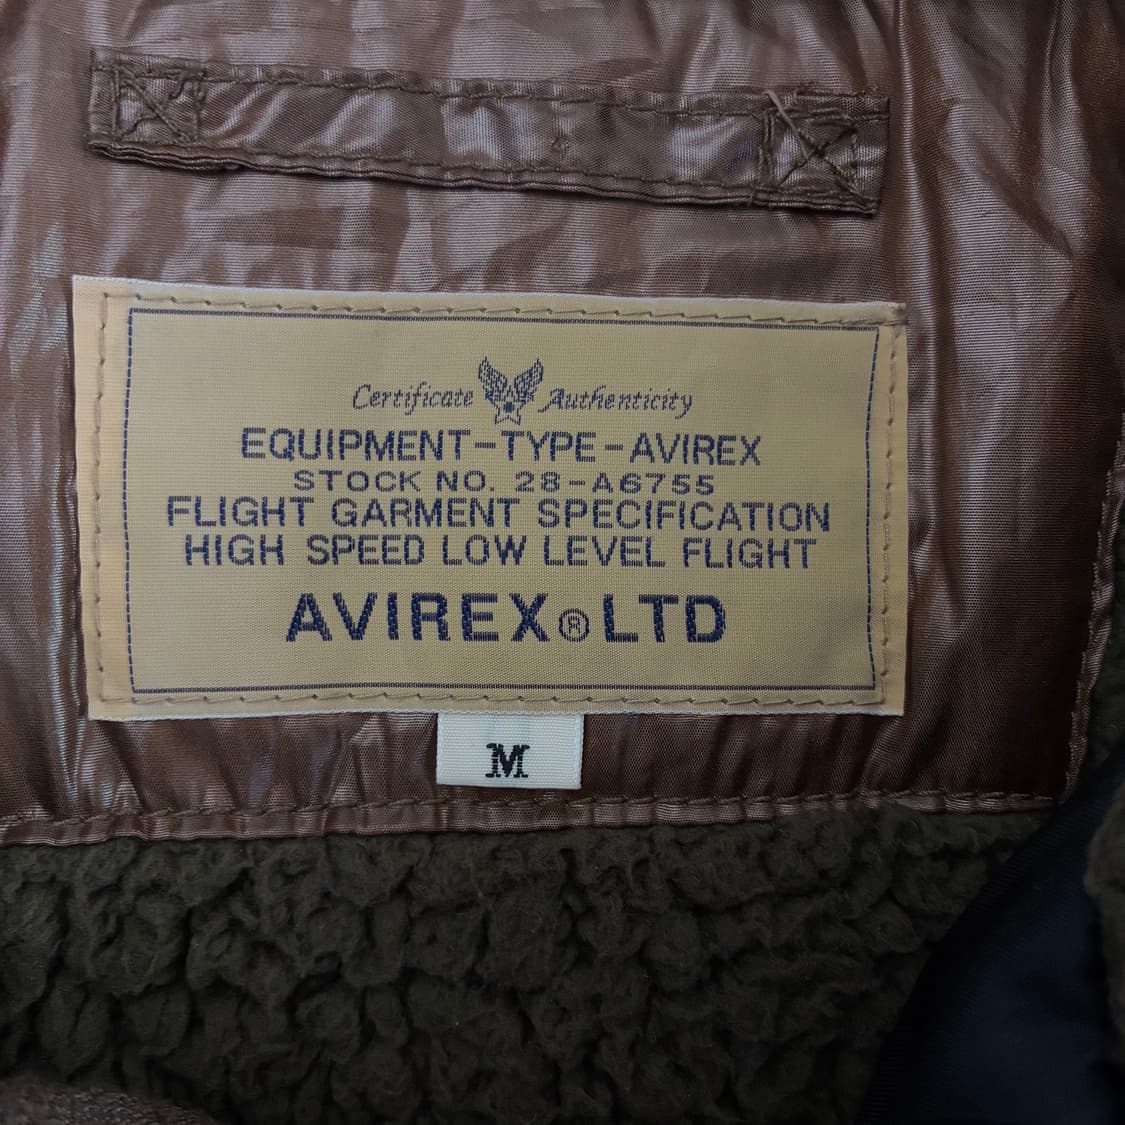 Certificate Authenticity
EQUIPMENT-TYPE-AVIREX
STOCK NO. 28-A6755
FLIGHT GARMENT SPECIFICATION
HIGH SPEED LOW LEVEL FLIGHT
AVIREX®LTD
M